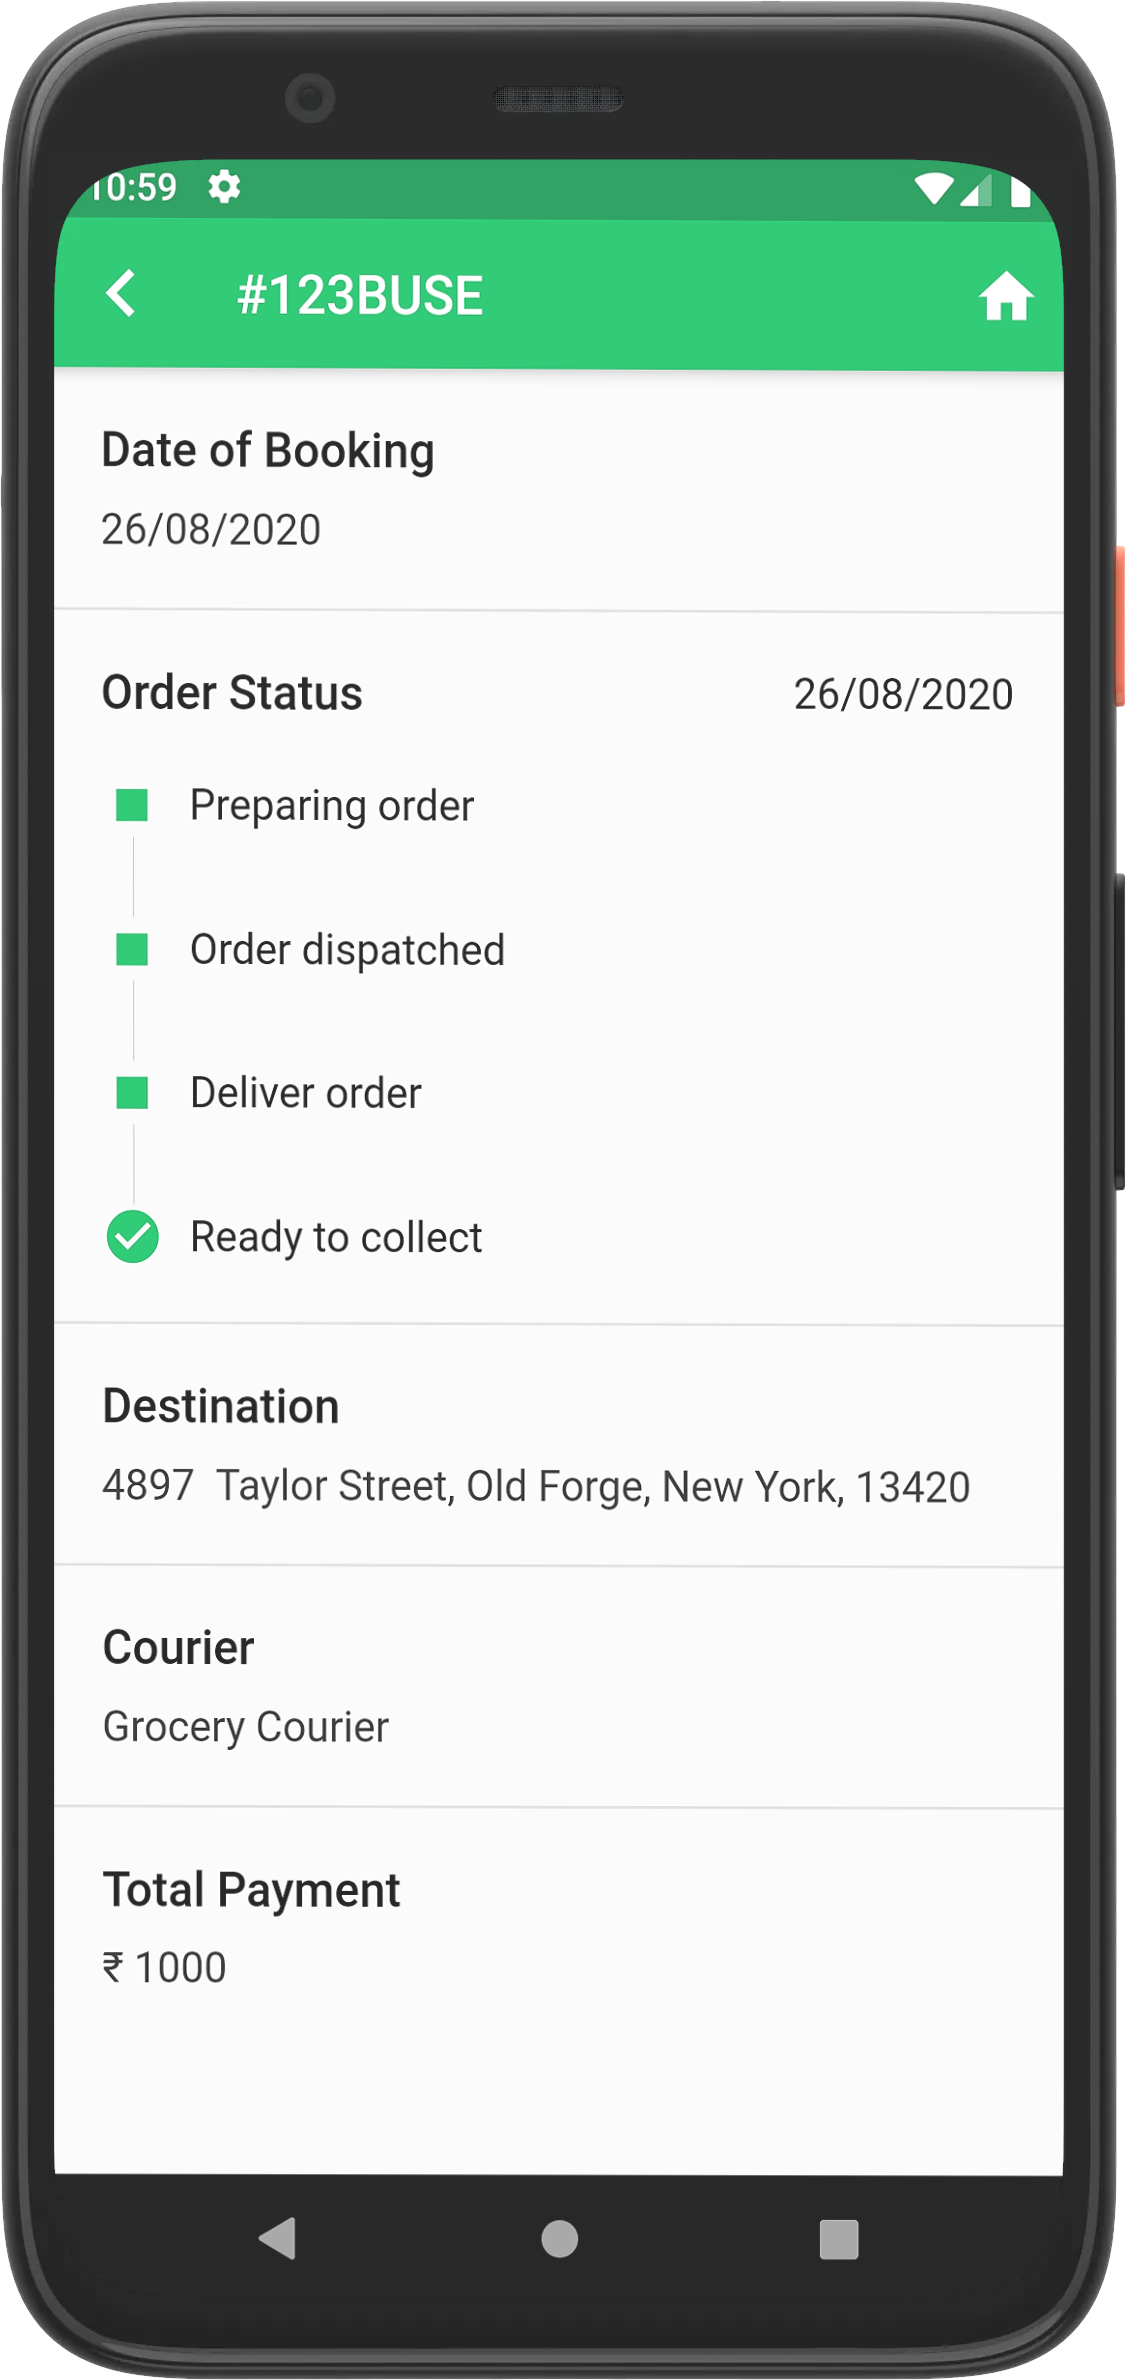 10:59
#123BUSE
Date of Booking
26/08/2020
Order Status 26/08/2020
Preparing order
Order dispatched
Deliver order
Ready to collect
Destination
4897 Taylor Street, Old Forge, New York, 13420
Courier
Grocery Courier
Total Payment
₹ 1000